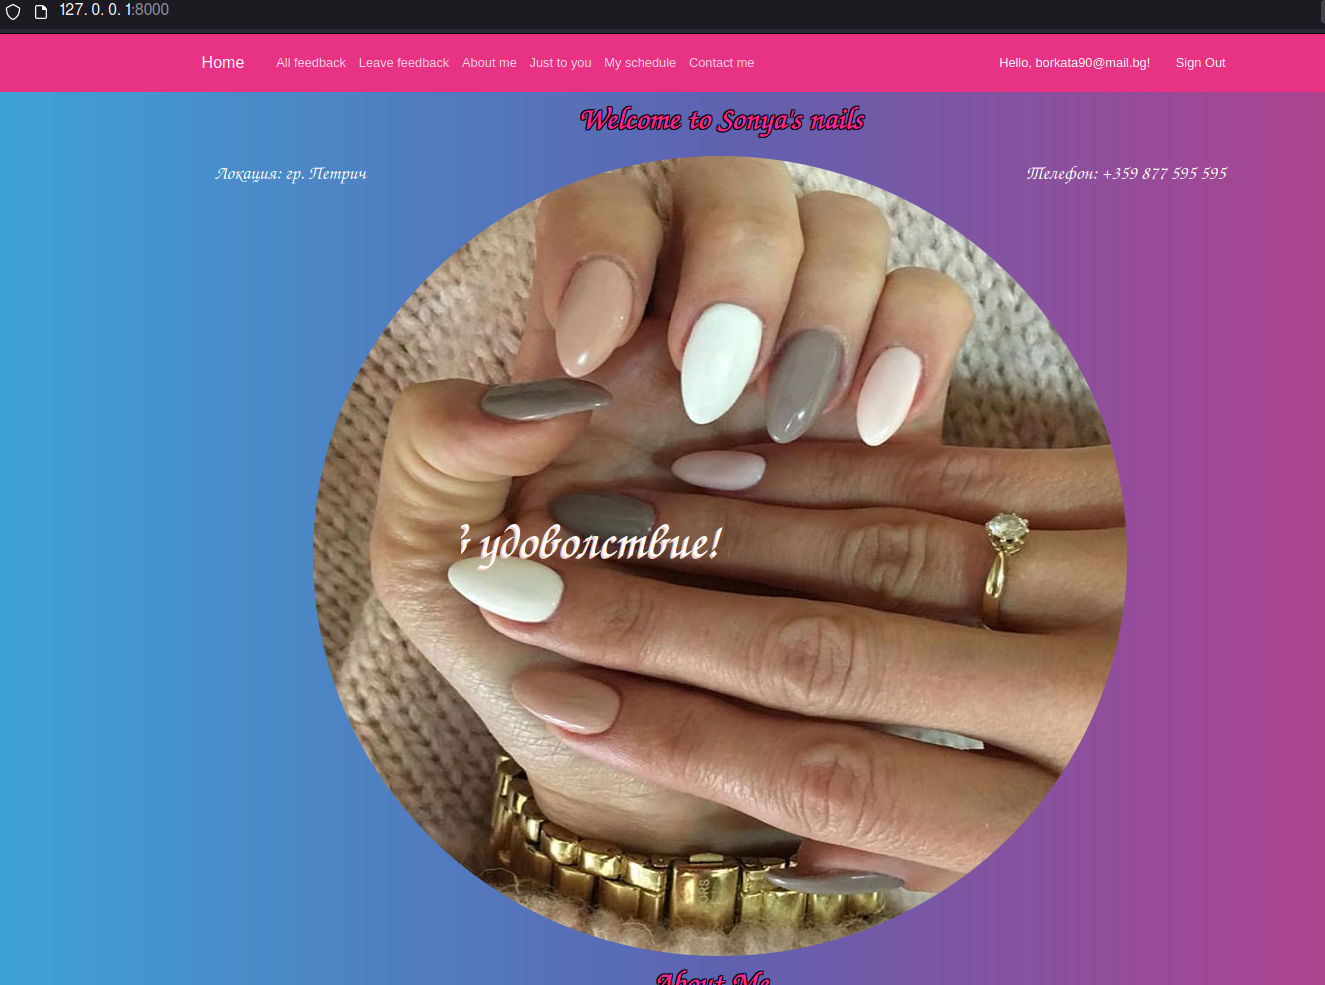 127.0.0.1:8000
Home All feedback Leave feedback About me Just to you My schedule Contact me Hello, borkata90@mail.bg! Sign Out
Welcome to Sonya's nails
Локация: гр. Петрич
Телефон: +359 877 595 595
удоволствие!
About Me